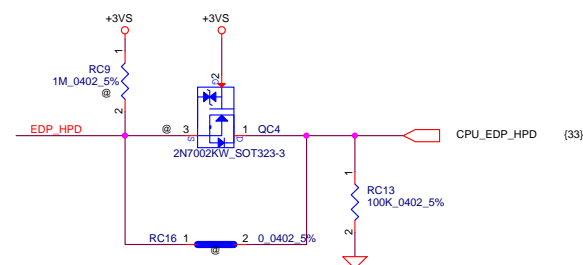 +3VS +3VS
1
RC9
1M_0402_5%
@
2
2
G
EDP_HPD @ 3 S D 1 QC4 CPU_EDP_HPD {33}
2N7002KW_SOT323-3
1
RC13
100K_0402_5%
2
RC16 1 2 0_0402_5%
@